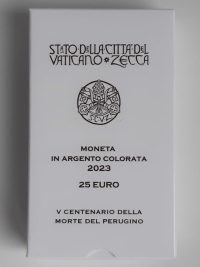 STATO DELLA CITTÀ DEL
VATICANO * ZECCA
S C V Z
MONETA
IN ARGENTO COLORATA
2023
25 EURO
V CENTENARIO DELLA
MORTE DEL PERUGINO